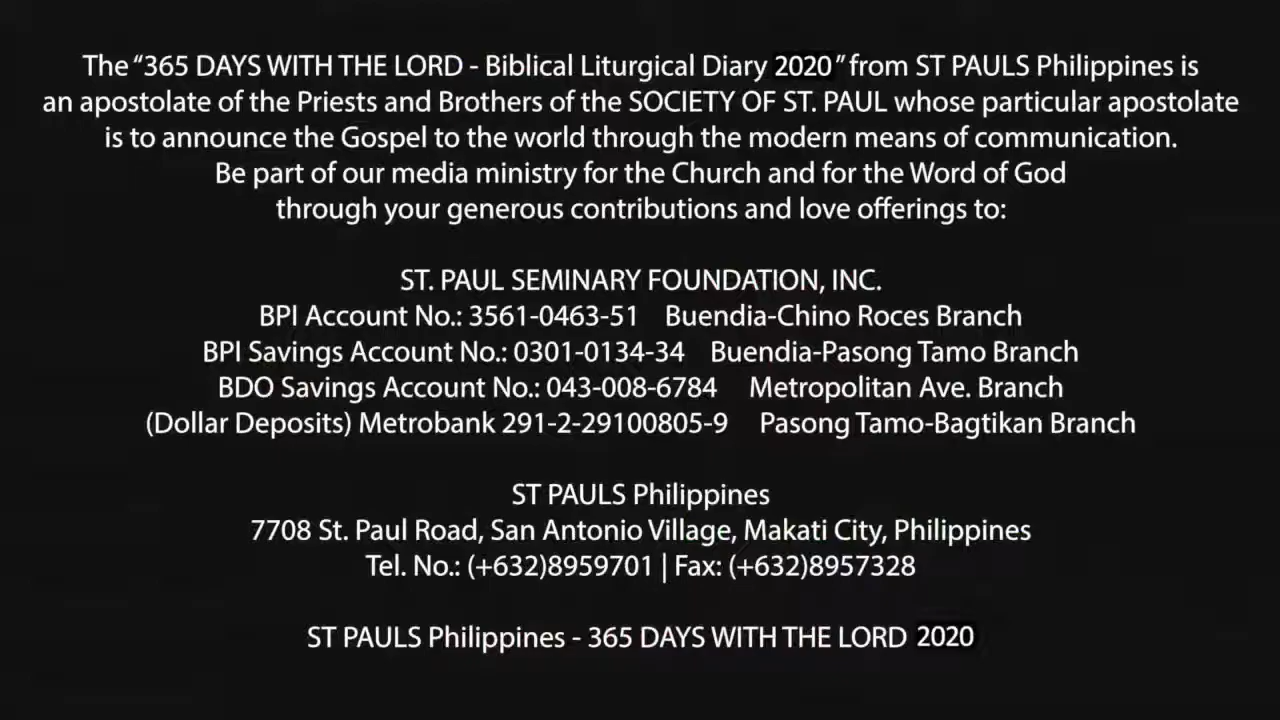 The “365 DAYS WITH THE LORD - Biblical Liturgical Diary 2020” from ST PAULS Philippines is
an apostolate of the Priests and Brothers of the SOCIETY OF ST. PAUL whose particular apostolate
is to announce the Gospel to the world through the modern means of communication.
Be part of our media ministry for the Church and for the Word of God
through your generous contributions and love offerings to:
ST. PAUL SEMINARY FOUNDATION, INC.
BPI Account No.: 3561-0463-51 Buendia-Chino Roces Branch
BPI Savings Account No.: 0301-0134-34 Buendia-Pasong Tamo Branch
BDO Savings Account No.: 043-008-6784 Metropolitan Ave. Branch
(Dollar Deposits) Metrobank 291-2-29100805-9 Pasong Tamo-Bagtikan Branch
ST PAULS Philippines
7708 St. Paul Road, San Antonio Village, Makati City, Philippines
Tel. No.: (+632)8959701 | Fax: (+632)8957328
ST PAULS Philippines - 365 DAYS WITH THE LORD 2020